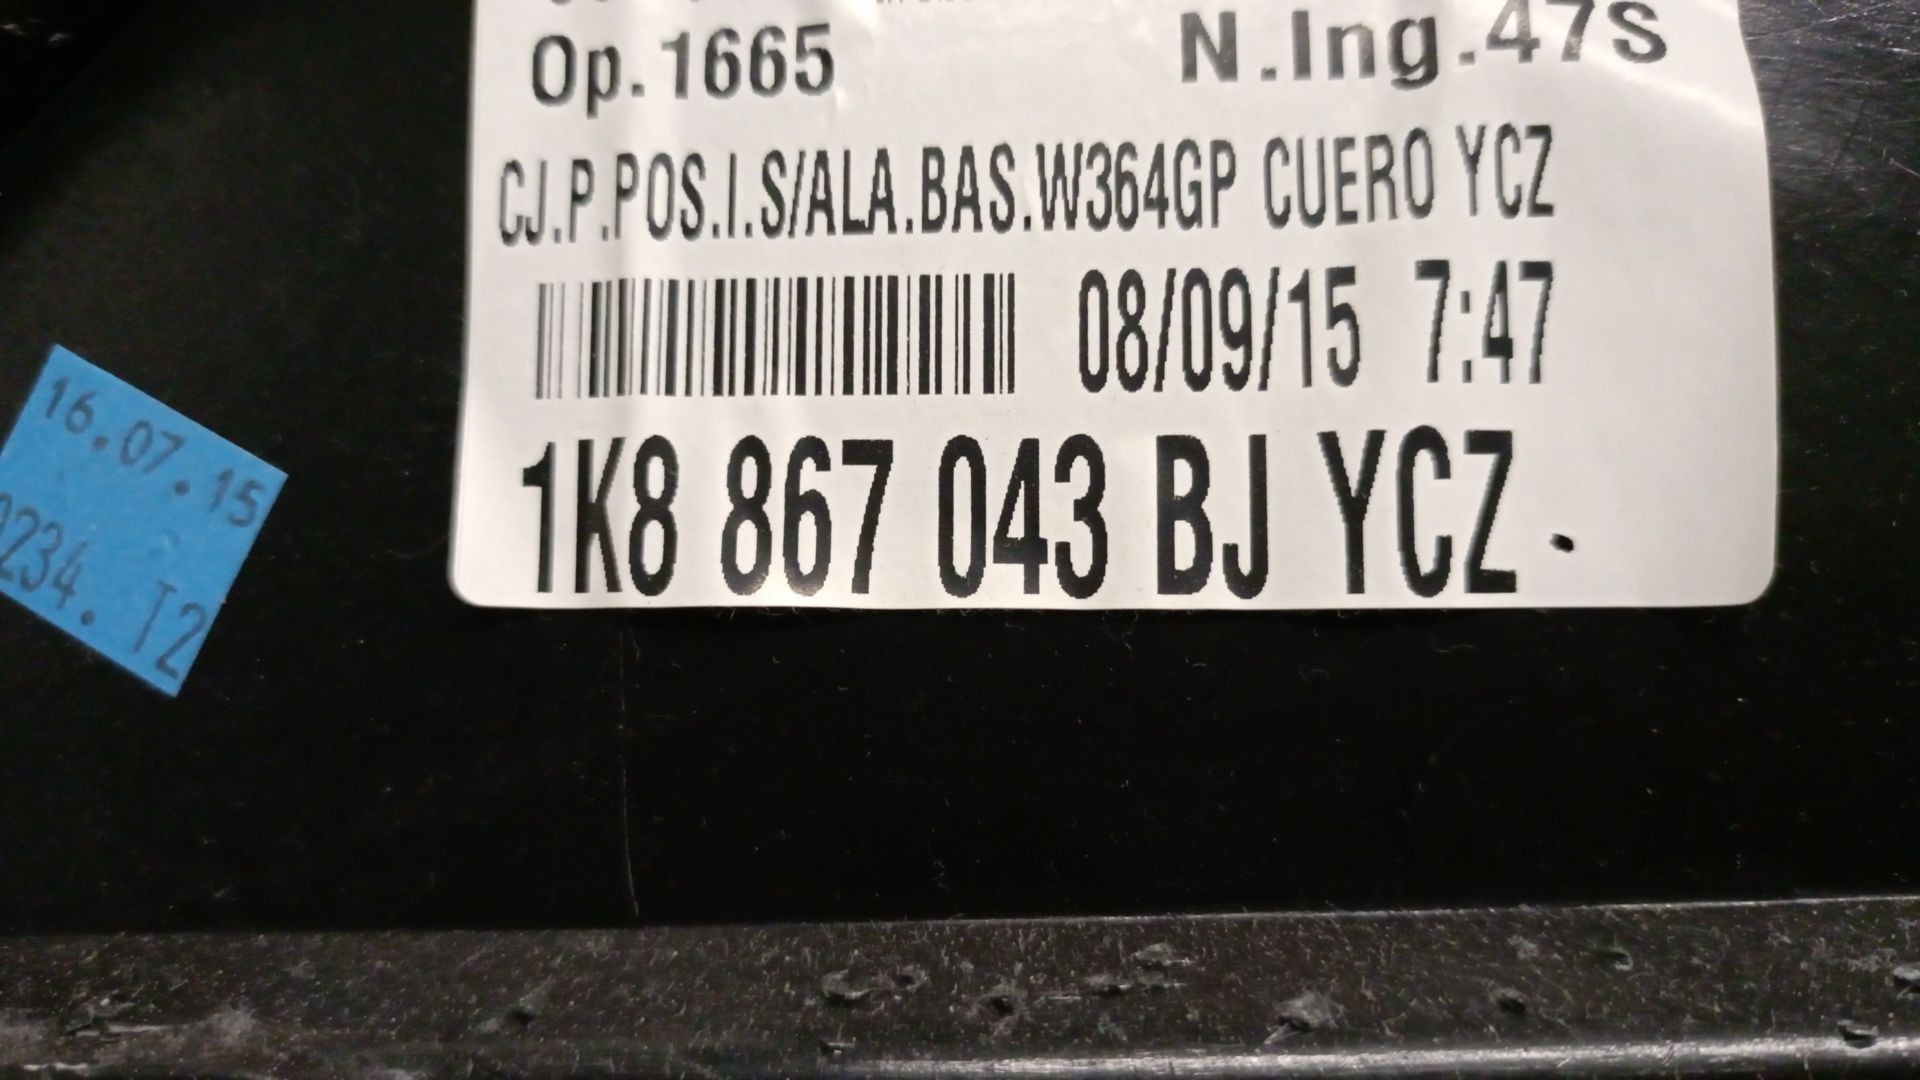 Op.1665 N.Ing.47S
CJ.P.POS.I.S/ALA.BAS.W364GP CUERO YCZ
08/09/15 7:47
1K8 867 043 BJ YCZ
16.07.15
234. T2